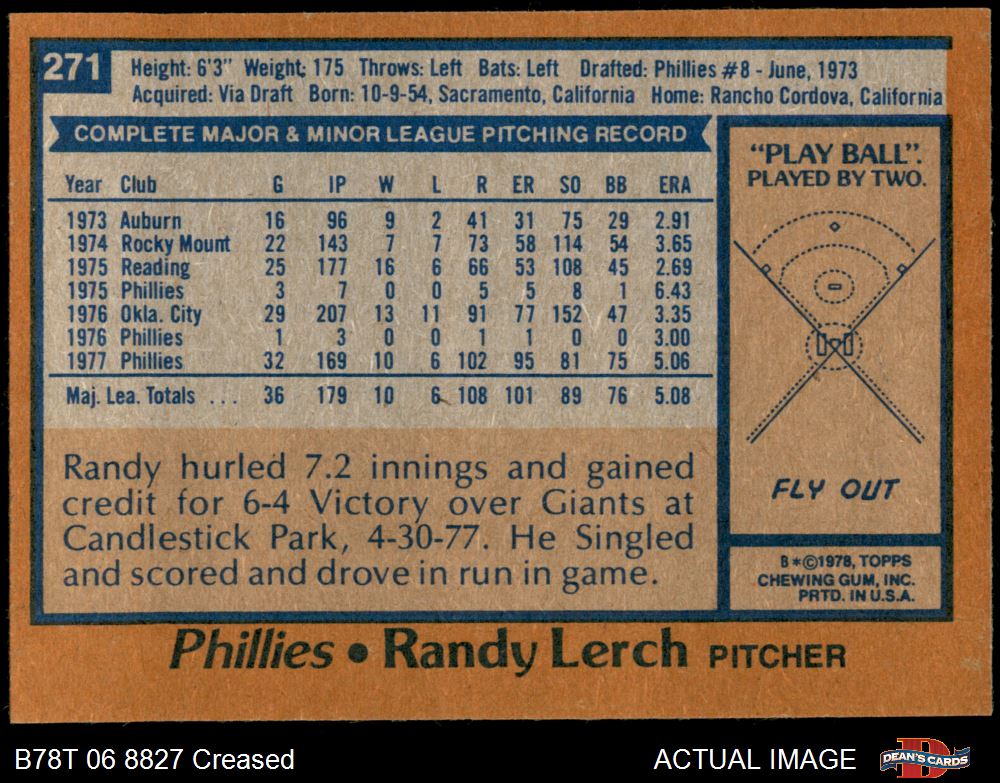 271
Height: 6'3" Weight: 175 Throws: Left Bats: Left Drafted: Phillies #8 - June, 1973
Acquired: Via Draft Born: 10-9-54, Sacramento, California Home: Rancho Cordova, California
COMPLETE MAJOR & MINOR LEAGUE PITCHING RECORD
Year Club G IP W L R ER SO BB ERA
1973 Auburn 16 96 9 2 41 31 75 29 2.91
1974 Rocky Mount 22 143 7 7 73 58 114 54 3.65
1975 Reading 25 177 16 6 66 53 108 45 2.69
1975 Phillies 3 7 0 0 5 5 8 1 6.43
1976 Okla. City 29 207 13 11 91 77 152 47 3.35
1976 Phillies 1 3 0 0 1 1 0 0 3.00
1977 Phillies 32 169 10 6 102 95 81 75 5.06
Maj. Lea. Totals ... 36 179 10 6 108 101 89 76 5.08
Randy hurled 7.2 innings and gained
credit for 6-4 Victory over Giants at
Candlestick Park, 4-30-77. He Singled
and scored and drove in run in game.
"PLAY BALL".
PLAYED BY TWO.
FLY OUT
B*©1978, TOPPS
CHEWING GUM, INC.
PRTD. IN U.S.A.
Phillies • Randy Lerch PITCHER
B78T 06 8827 Creased
ACTUAL IMAGE
D
DEAN'S CARDS